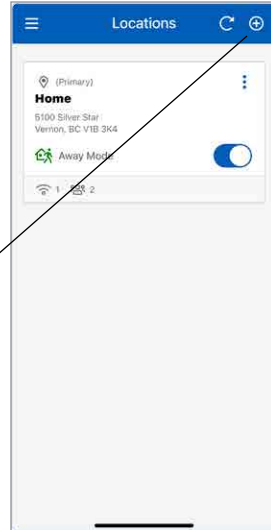 Locations
(Primary)
Home
5100 Silver Star
Vernon, BC V1B 3K4
Away Mode
1 2